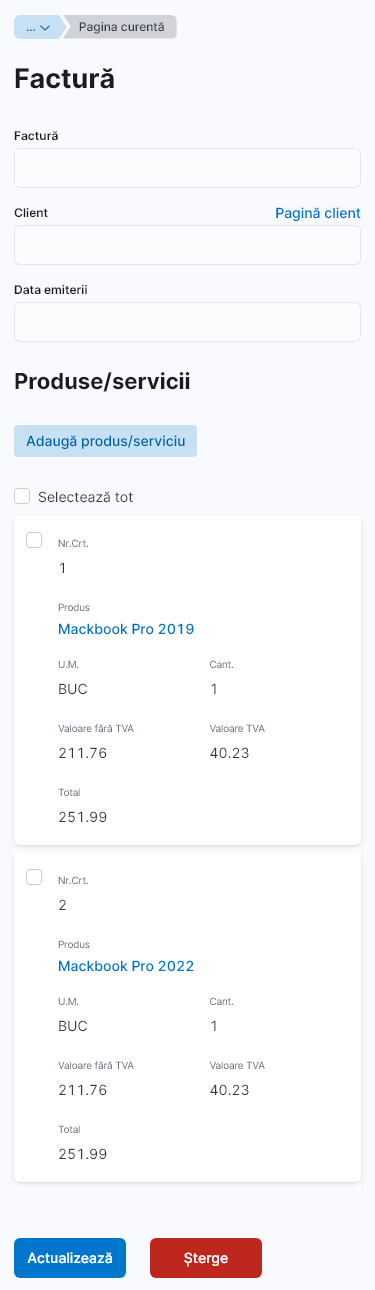 ... Pagina curentă
Factură
Factură
Client Pagină client
Data emiterii
Produse/servicii
Adaugă produs/serviciu
Selectează tot
Nr.Crt.
1
Produs
Mackbook Pro 2019
U.M. Cant.
BUC 1
Valoare fără TVA Valoare TVA
211.76 40.23
Total
251.99
Nr.Crt.
2
Produs
Mackbook Pro 2022
U.M. Cant.
BUC 1
Valoare fără TVA Valoare TVA
211.76 40.23
Total
251.99
Actualizează Șterge